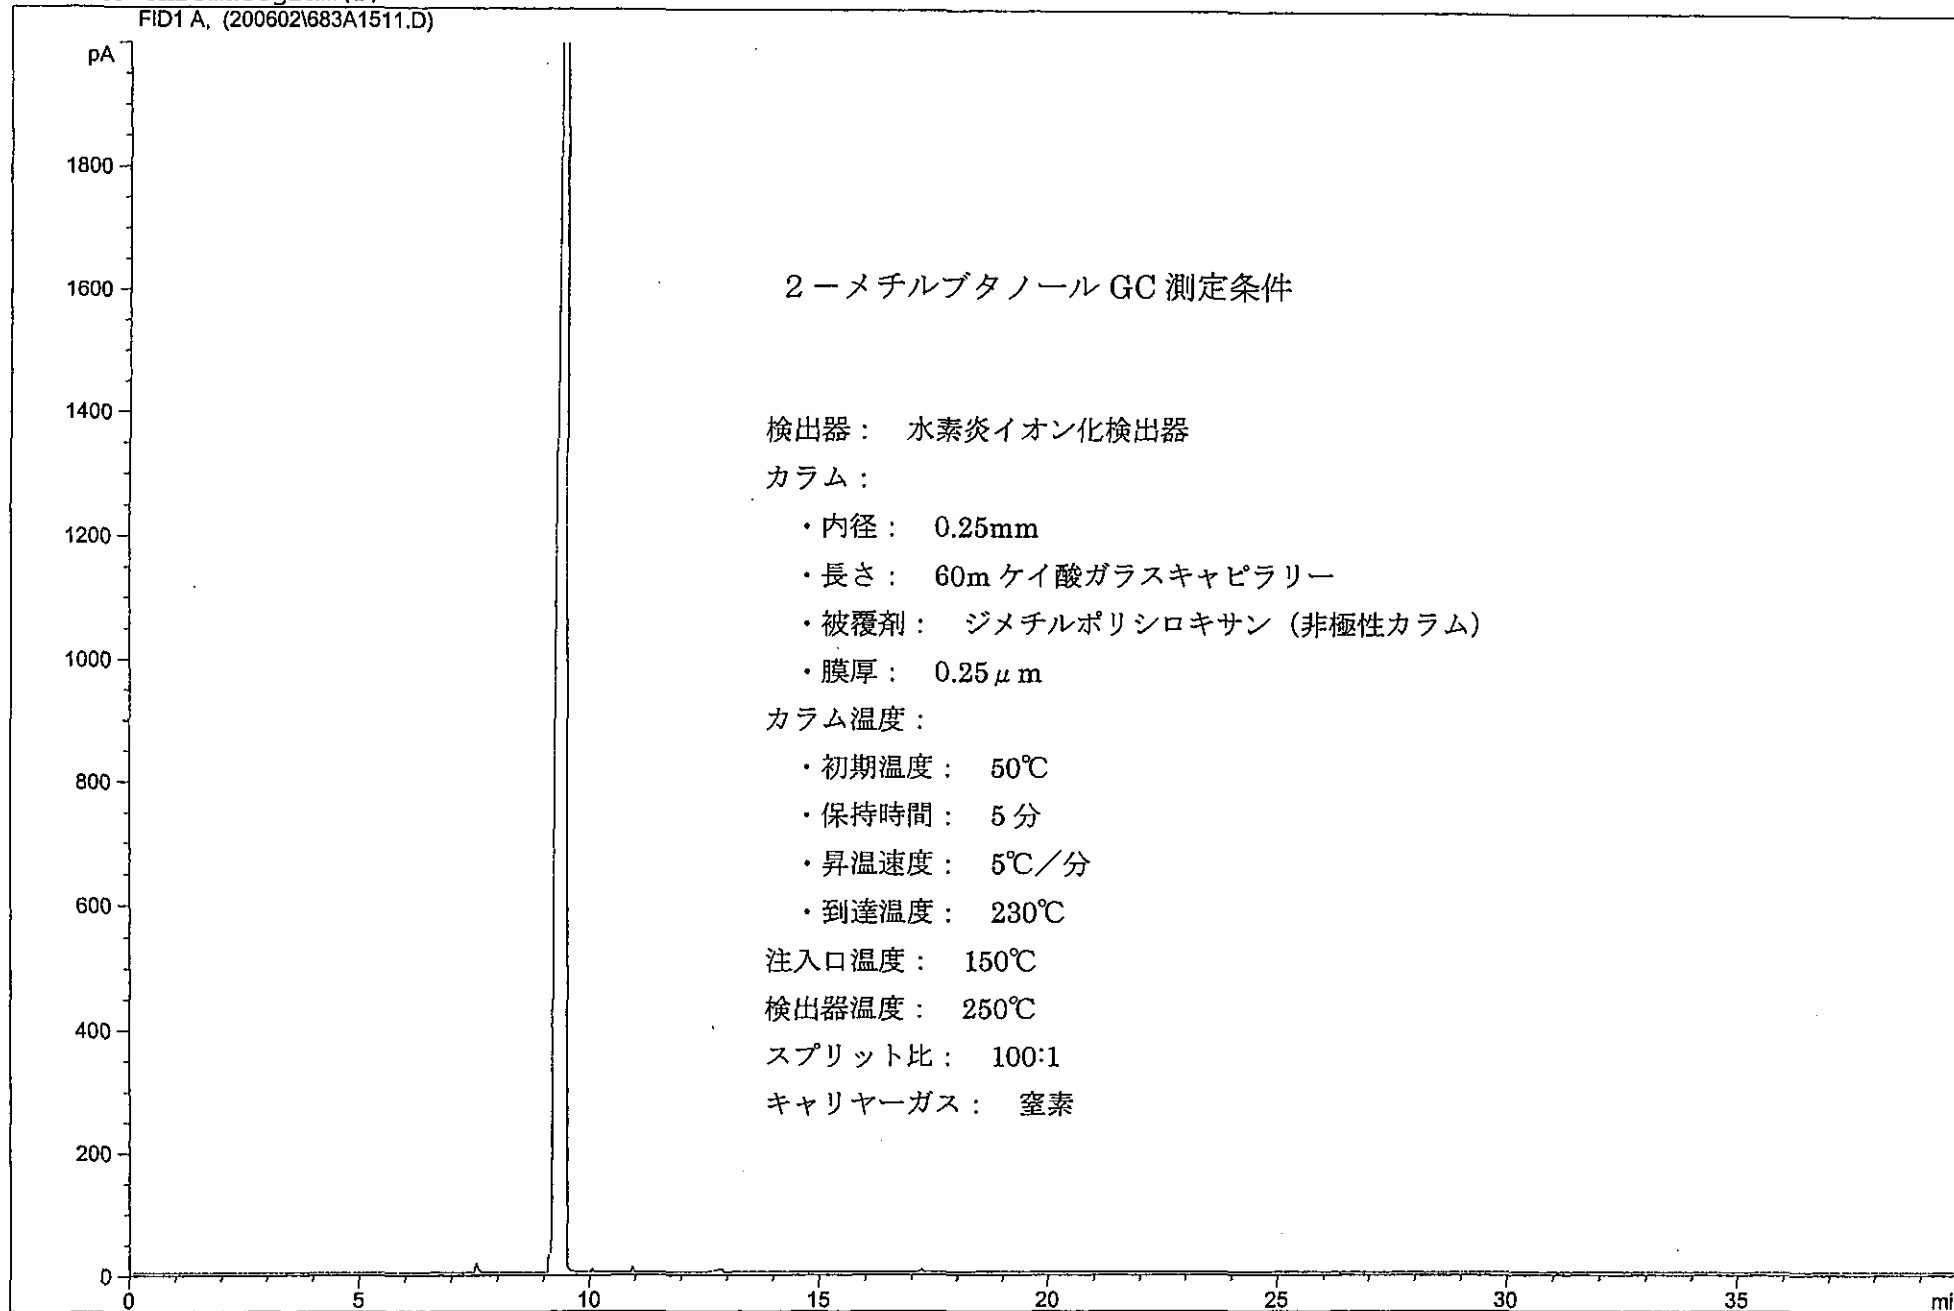 FID1 A, (200602\683A1511.D)
pA
1800
1600
1400
1200
1000
800
600
400
200
0
0 5 10 15 20 25 30 35 mi
2－メチルブタノール GC 測定条件
検出器： 水素炎イオン化検出器
カラム：
・内径： 0.25mm
・長さ： 60m ケイ酸ガラスキャピラリー
・被覆剤： ジメチルポリシロキサン（非極性カラム）
・膜厚： 0.25μm
カラム温度：
・初期温度： 50℃
・保持時間： 5 分
・昇温速度： 5℃／分
・到達温度： 230℃
注入口温度： 150℃
検出器温度： 250℃
スプリット比： 100:1
キャリヤーガス： 窒素